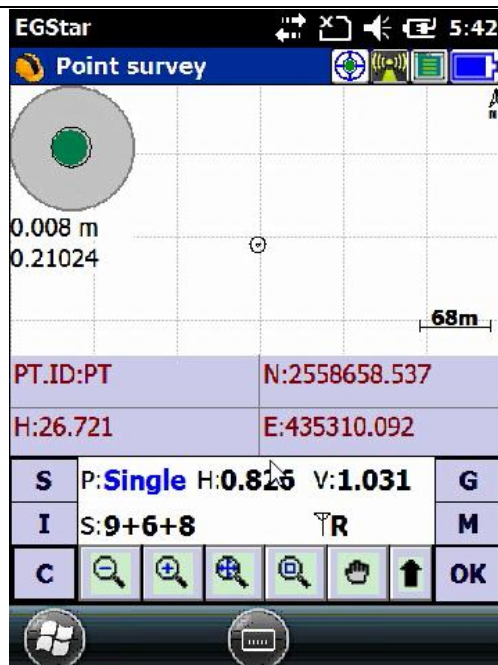 EGStar 5:42
Point survey
N
0.008 m
0.21024
68m
PT.ID:PT N:2558658.537
H:26.721 E:435310.092
S P:Single H:0.826 V:1.031 G
I S:9+6+8 R M
C OK